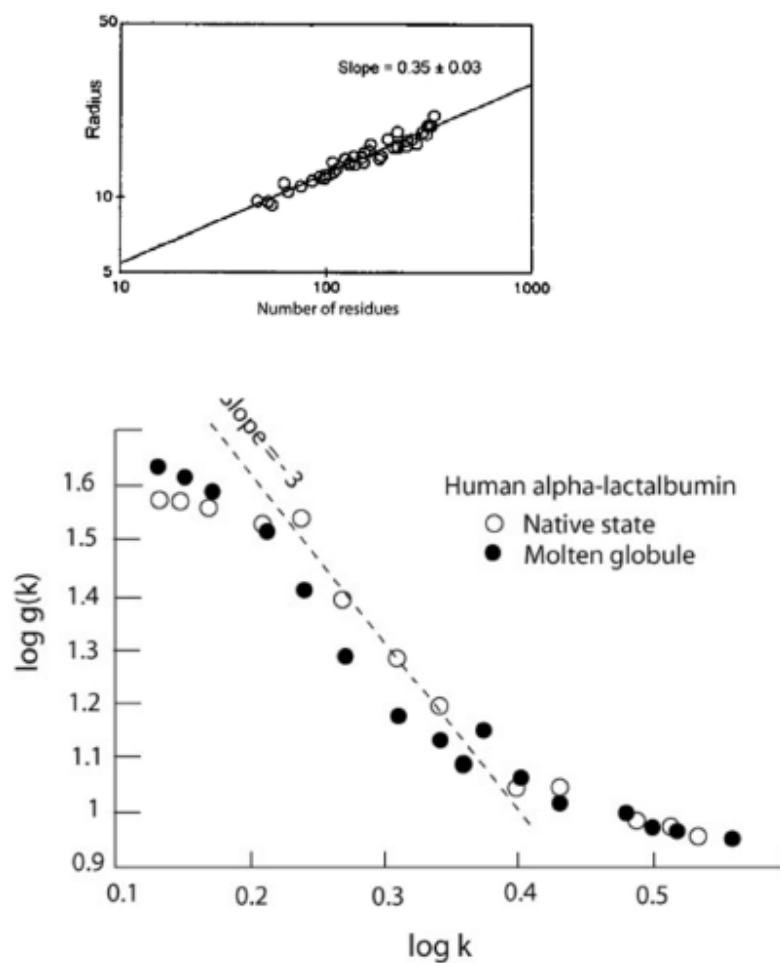 50
Slope = 0.35 ± 0.03
Radius
10
5
10 100 1000
Number of residues
slope = - 3
1.6
Human alpha-lactalbumin
Native state
1.5
Molten globule
1.4
log g(k)
1.3
1.2
1.1
1
0.9
0.1 0.2 0.3 0.4 0.5
log k